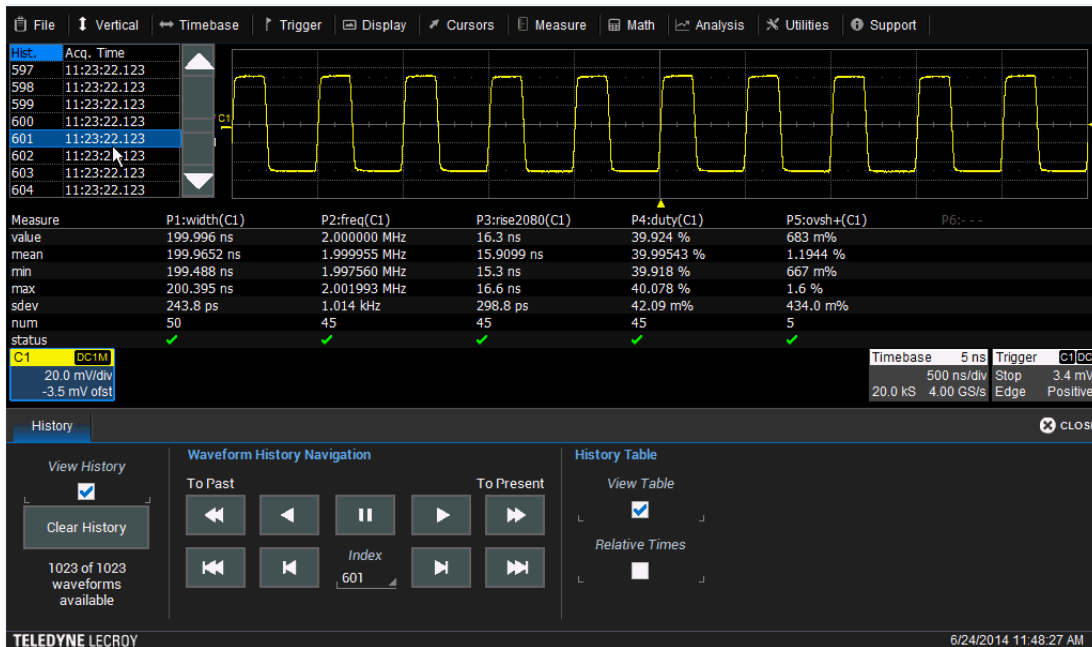 File Vertical Timebase Trigger Display Cursors Measure Math Analysis Utilities Support
Hist. Acq. Time
597 11:23:22.123
598 11:23:22.123
599 11:23:22.123
600 11:23:22.123
601 11:23:22.123
602 11:23:22.123
603 11:23:22.123
604 11:23:22.123
C1
Measure P1:width(C1) P2:freq(C1) P3:rise2080(C1) P4:duty(C1) P5:ovsh+(C1) P6:- - -
value 199.996 ns 2.000000 MHz 16.3 ns 39.924 % 683 m%
mean 199.9652 ns 1.999955 MHz 15.9099 ns 39.99543 % 1.1944 %
min 199.488 ns 1.997560 MHz 15.3 ns 39.918 % 667 m%
max 200.395 ns 2.001993 MHz 16.6 ns 40.078 % 1.6 %
sdev 243.8 ps 1.014 kHz 298.8 ps 42.09 m% 434.0 m%
num 50 45 45 45 5
status
C1 DC1M
20.0 mV/div
-3.5 mV ofst
Timebase 5 ns
500 ns/div
20.0 kS 4.00 GS/s
Trigger C1 DC
Stop 3.4 mV
Edge Positive
History
CLOSE
View History
Clear History
1023 of 1023
waveforms
available
Waveform History Navigation
To Past To Present
Index
601
History Table
View Table
Relative Times
TELEDYNE LECROY
6/24/2014 11:48:27 AM